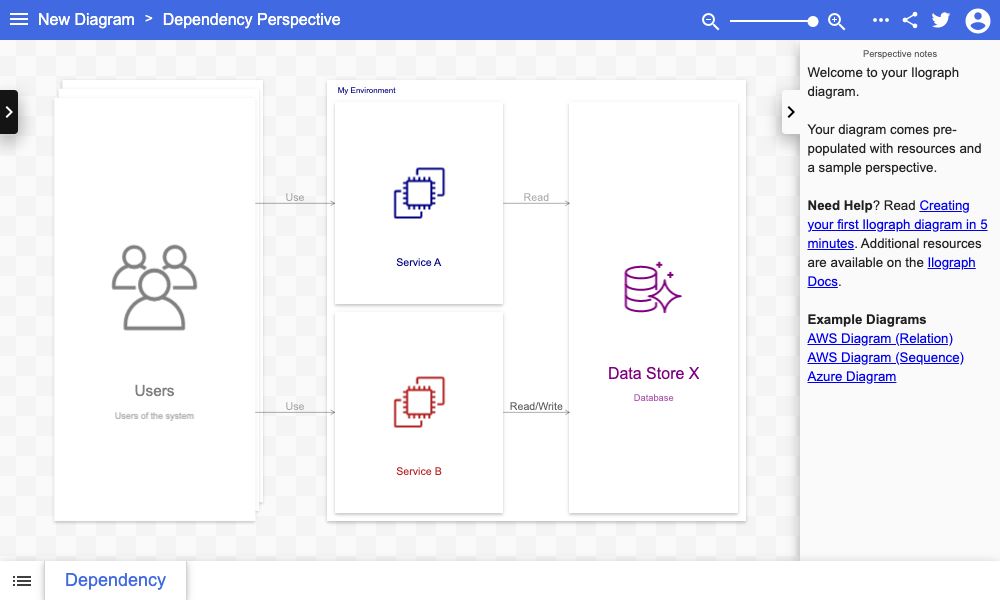 New Diagram > Dependency Perspective
My Environment
Use
Read
Service A
Users
Users of the system
Use
Read/Write
Service B
Data Store X
Database
Perspective notes
Welcome to your Ilograph
diagram.
Your diagram comes pre-
populated with resources and
a sample perspective.
Need Help? Read Creating
your first Ilograph diagram in 5
minutes. Additional resources
are available on the Ilograph
Docs.
Example Diagrams
AWS Diagram (Relation)
AWS Diagram (Sequence)
Azure Diagram
Dependency